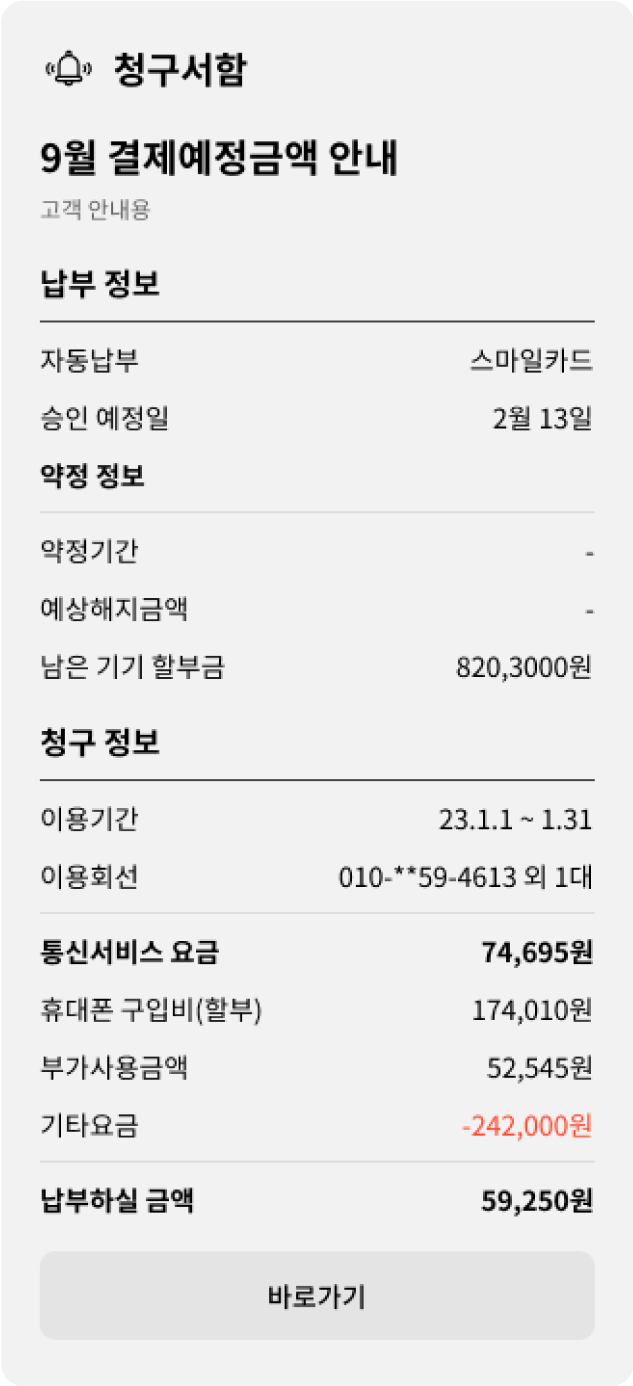 청구서함
9월 결제예정금액 안내
고객 안내용
납부 정보
자동납부 스마일카드
승인 예정일 2월 13일
약정 정보
약정기간 -
예상해지금액 -
남은 기기 할부금 820,3000원
청구 정보
이용기간 23.1.1 ~ 1.31
이용회선 010-**59-4613 외 1대
통신서비스 요금 74,695원
휴대폰 구입비(할부) 174,010원
부가사용금액 52,545원
기타요금 -242,000원
납부하실 금액 59,250원
바로가기